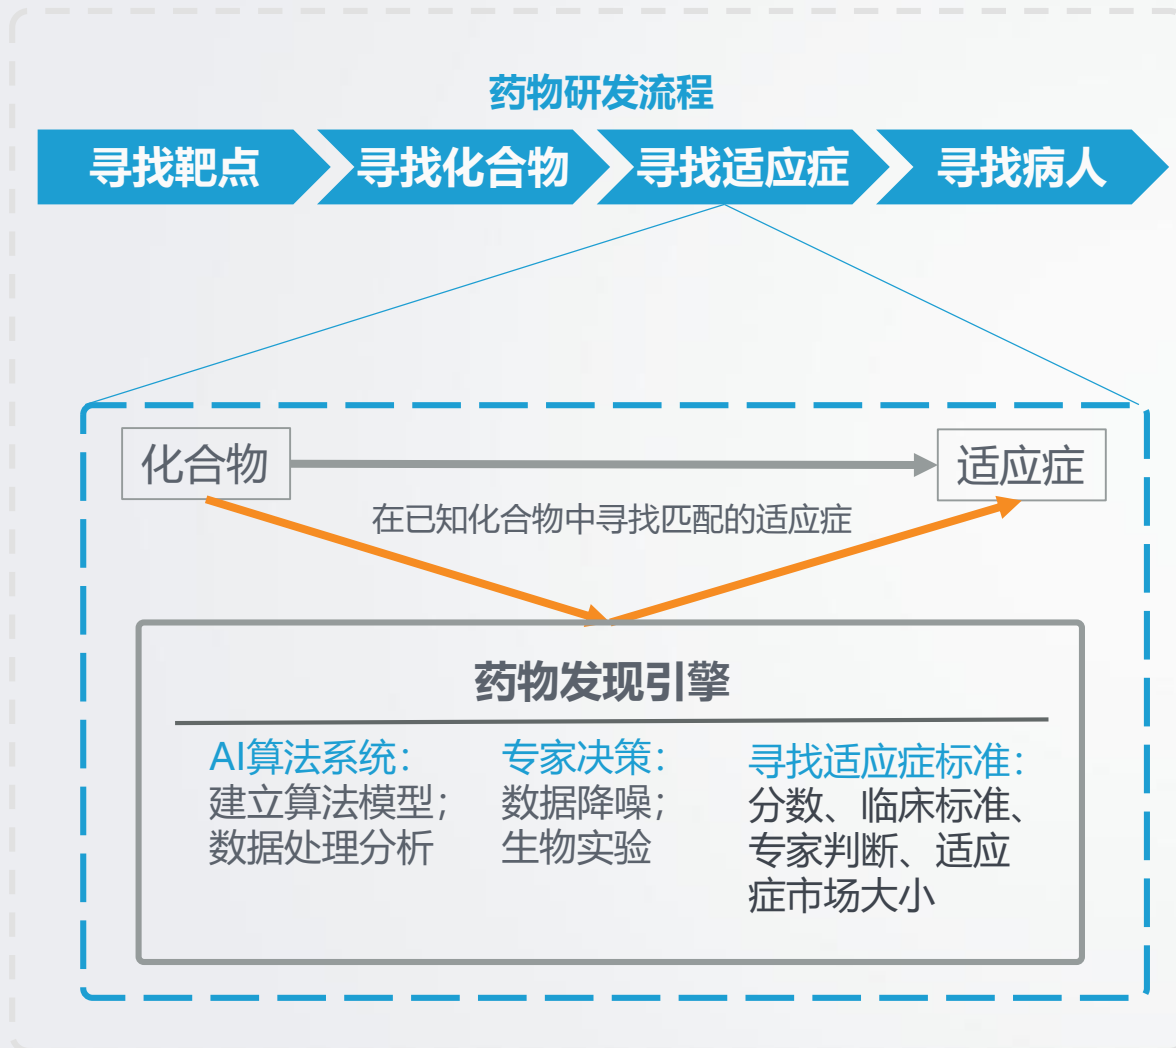 药物研发流程
寻找靶点
寻找化合物
寻找适应症
寻找病人
化合物
适应症
在已知化合物中寻找匹配的适应症
药物发现引擎
AI算法系统：
建立算法模型；
数据处理分析
专家决策：
数据降噪；
生物实验
寻找适应症标准：
分数、临床标准、
专家判断、适应
症市场大小